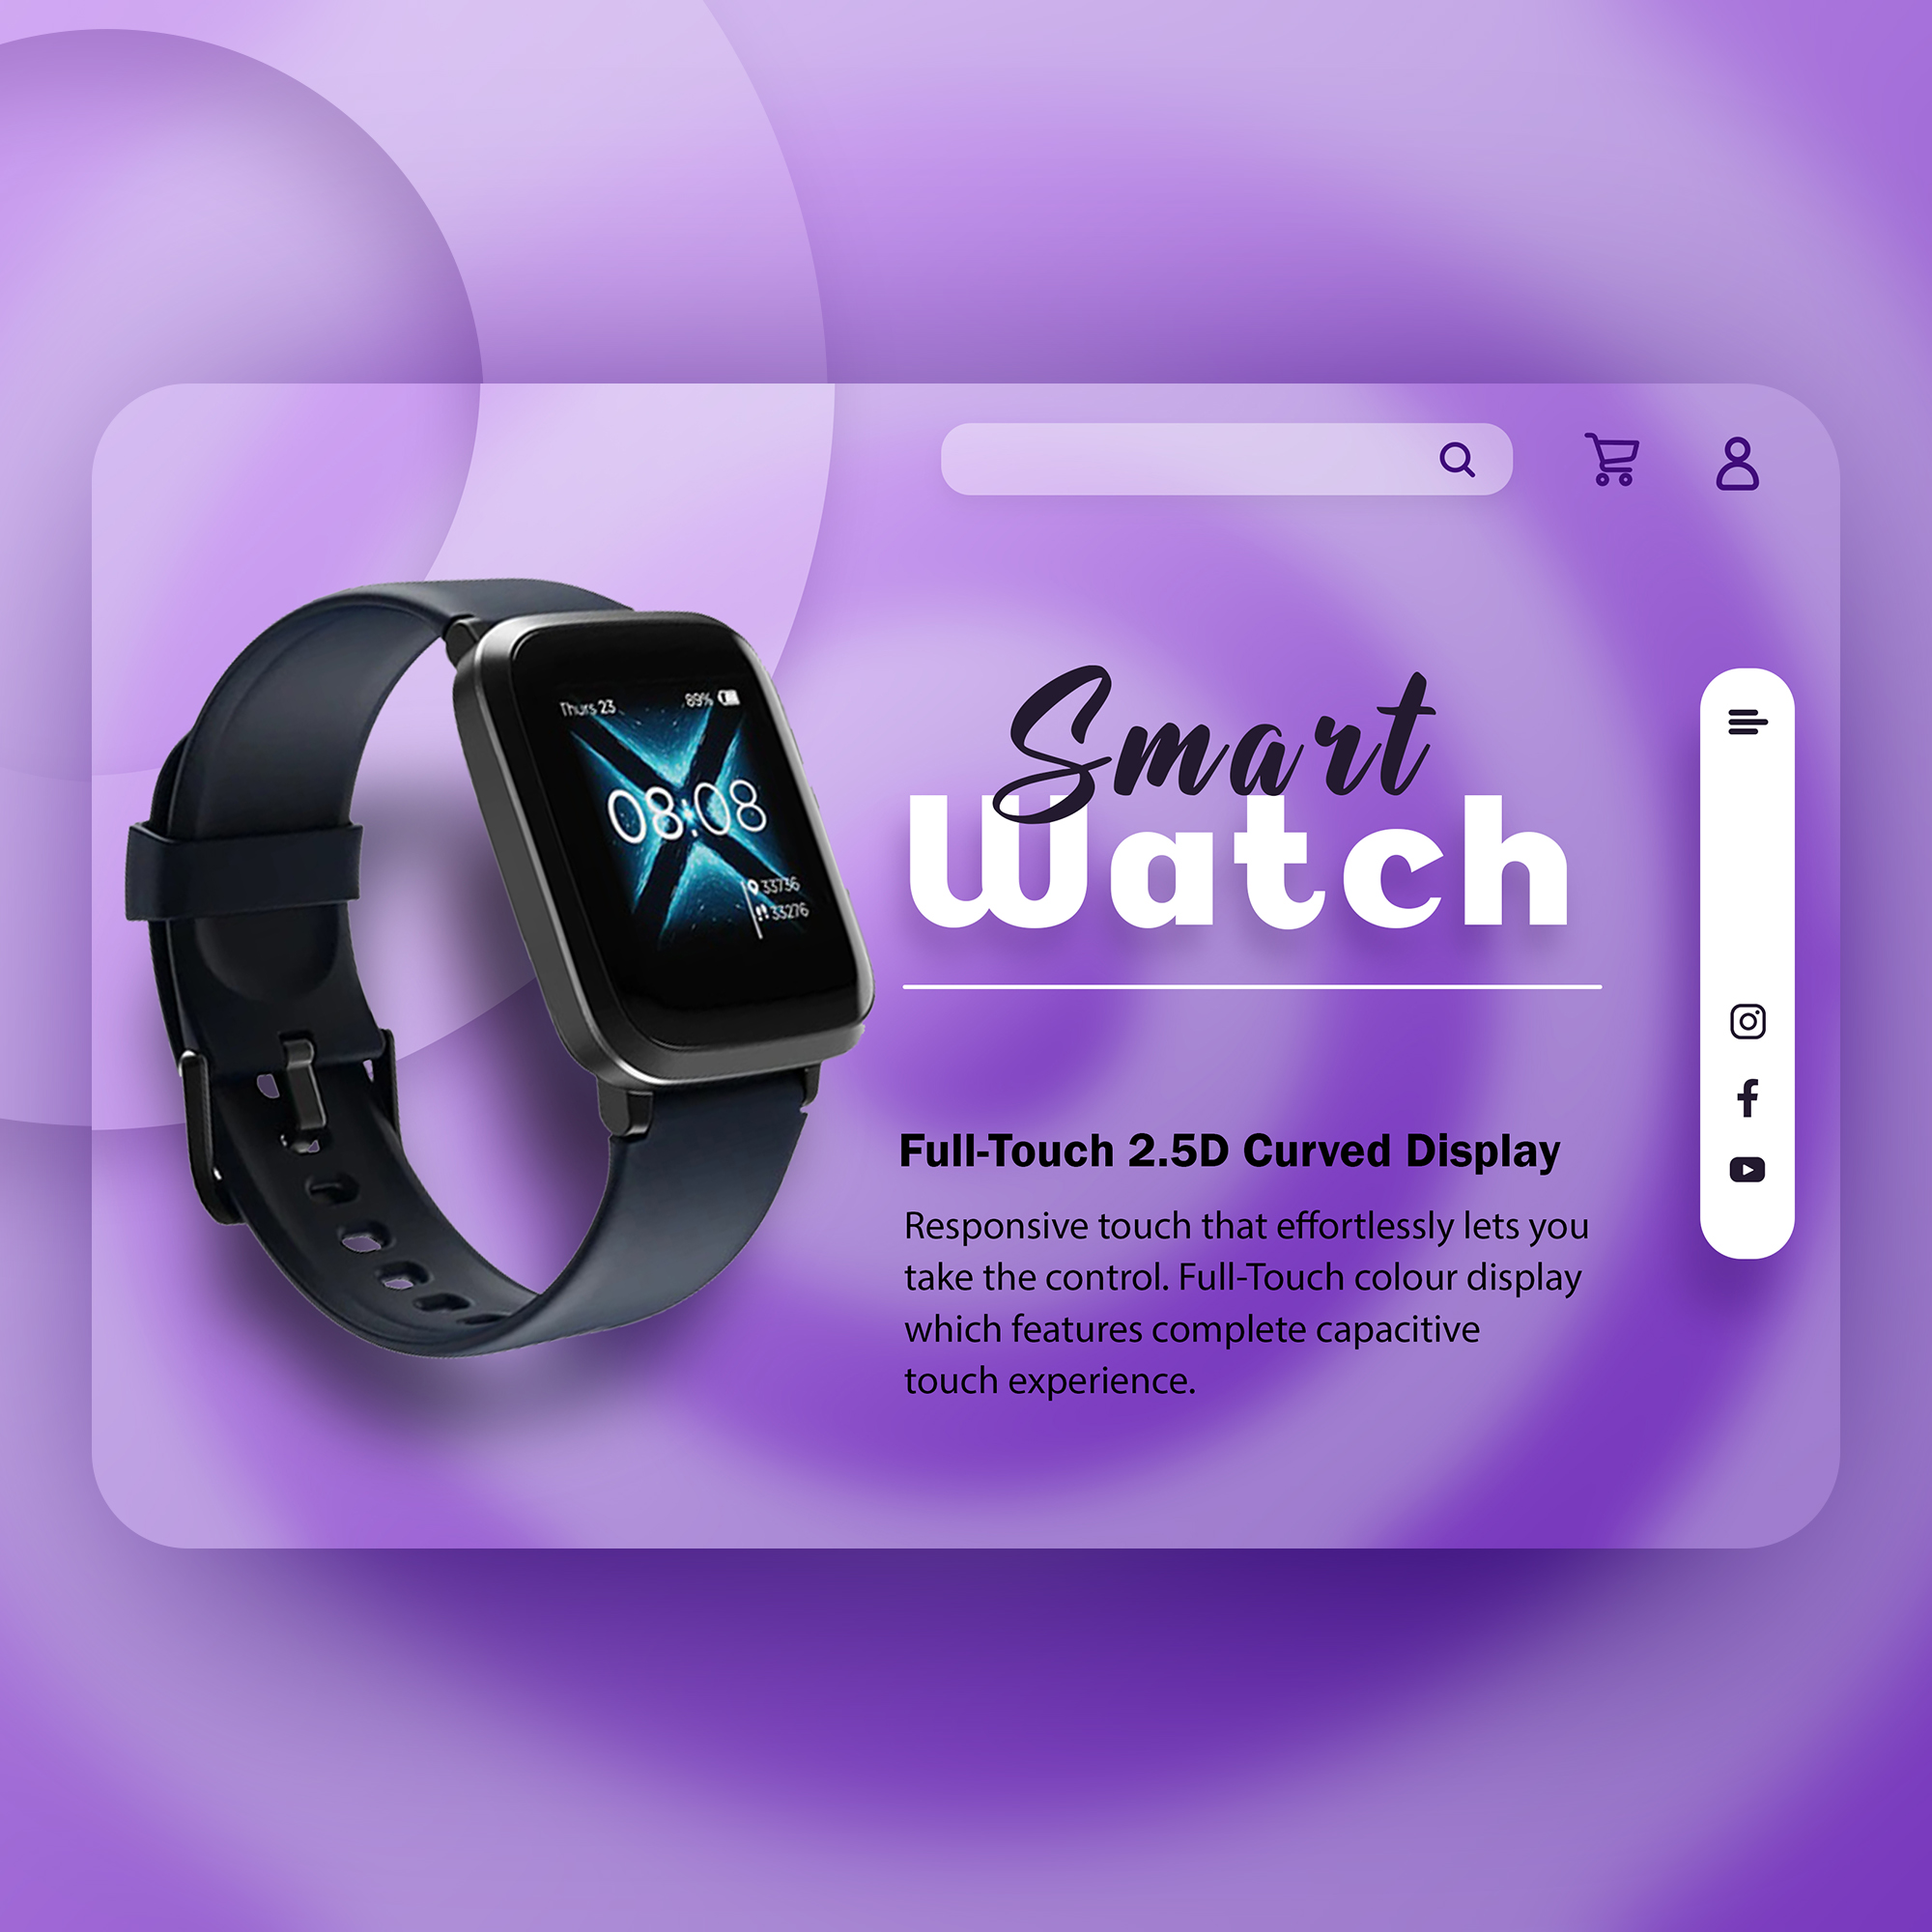 Thurs 23 89%
08:08
33736
33276
Smart
Watch
Full-Touch 2.5D Curved Display
Responsive touch that effortlessly lets you
take the control. Full-Touch colour display
which features complete capacitive
touch experience.